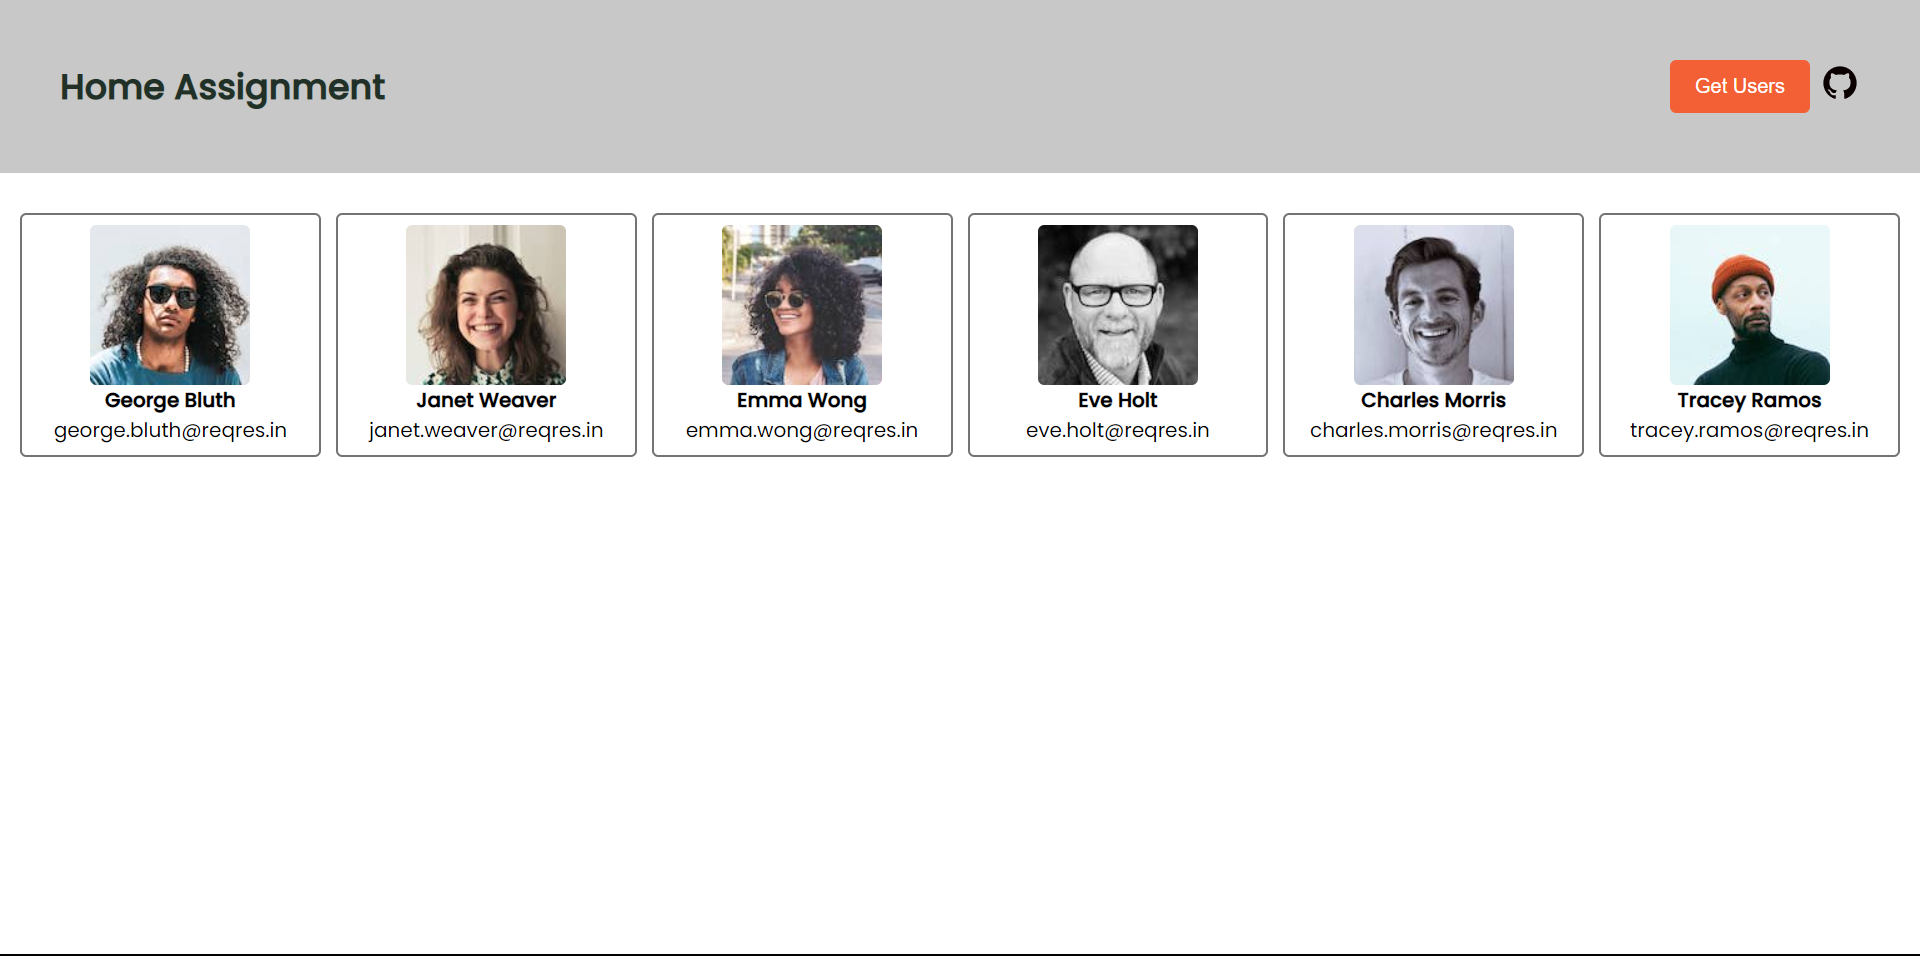 Home Assignment
Get Users
George Bluth
george.bluth@reqres.in
Janet Weaver
janet.weaver@reqres.in
Emma Wong
emma.wong@reqres.in
Eve Holt
eve.holt@reqres.in
Charles Morris
charles.morris@reqres.in
Tracey Ramos
tracey.ramos@reqres.in